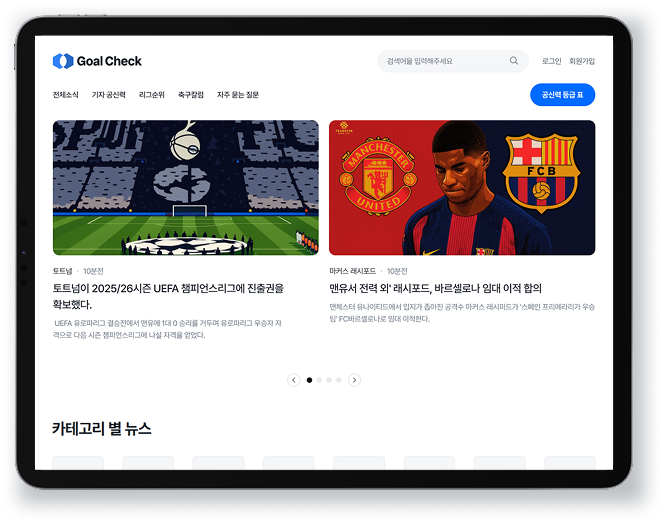 Goal Check
검색어을 입력해주세요
로그인 회원가입
전체소식 기자 공신력 리그순위 축구칼럼 자주 묻는 질문
공신력 등급 표
MANCHESTER
UNITED
FCB
토트넘 · 10분전
토트넘이 2025/26시즌 UEFA 챔피언스리그에 진출권을
확보했다.
UEFA 유로파리그 결승전에서 맨유에 1대 0 승리를 거두며 유로파리그 우승자 자
격으로 다음 시즌 챔피언스리그에 나설 자격을 얻었다.
마커스 래시포드 · 10분전
맨유서 전력 외' 래시포드, 바르셀로나 임대 이적 합의
맨체스터 유나이티드에서 입지가 좁아진 공격수 마커스 래시퍼드가 '스페인 프리메라리가 우승
팀' FC바르셀로나로 임대 이적한다.
카테고리 별 뉴스